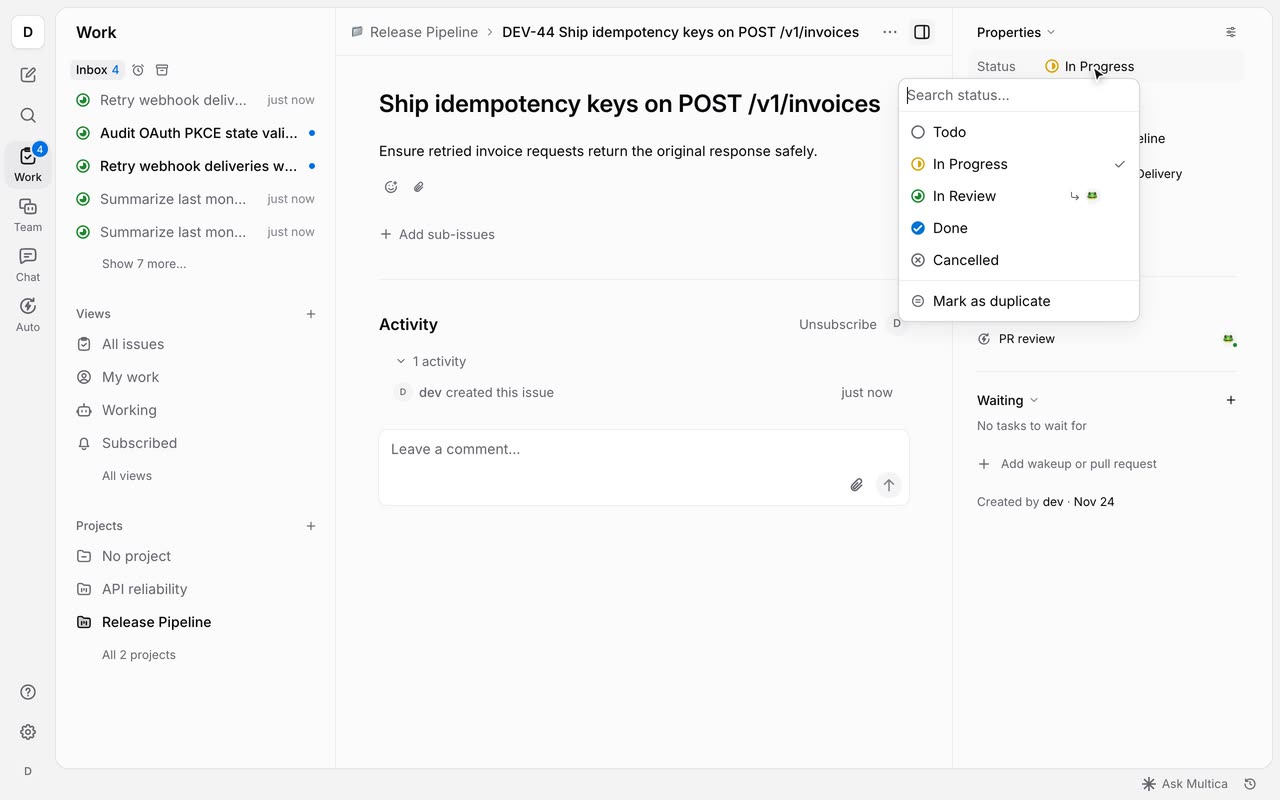 D
Work
4
Work
Team
Chat
Auto
D
Inbox 4
Retry webhook deliv... just now
Audit OAuth PKCE state vali...
Retry webhook deliveries w...
Summarize last mon... just now
Summarize last mon... just now
Show 7 more...
Views
All issues
My work
Working
Subscribed
All views
Projects
No project
API reliability
Release Pipeline
All 2 projects
Release Pipeline › DEV-44 Ship idempotency keys on POST /v1/invoices
Ship idempotency keys on POST /v1/invoices
Ensure retried invoice requests return the original response safely.
Add sub-issues
Activity
Unsubscribe D
1 activity
D dev created this issue just now
Leave a comment...
Properties
Status In Progress
Search status...
Todo
In Progress
In Review
Done
Cancelled
Mark as duplicate
eline
Delivery
PR review
Waiting
No tasks to wait for
Add wakeup or pull request
Created by dev · Nov 24
Ask Multica